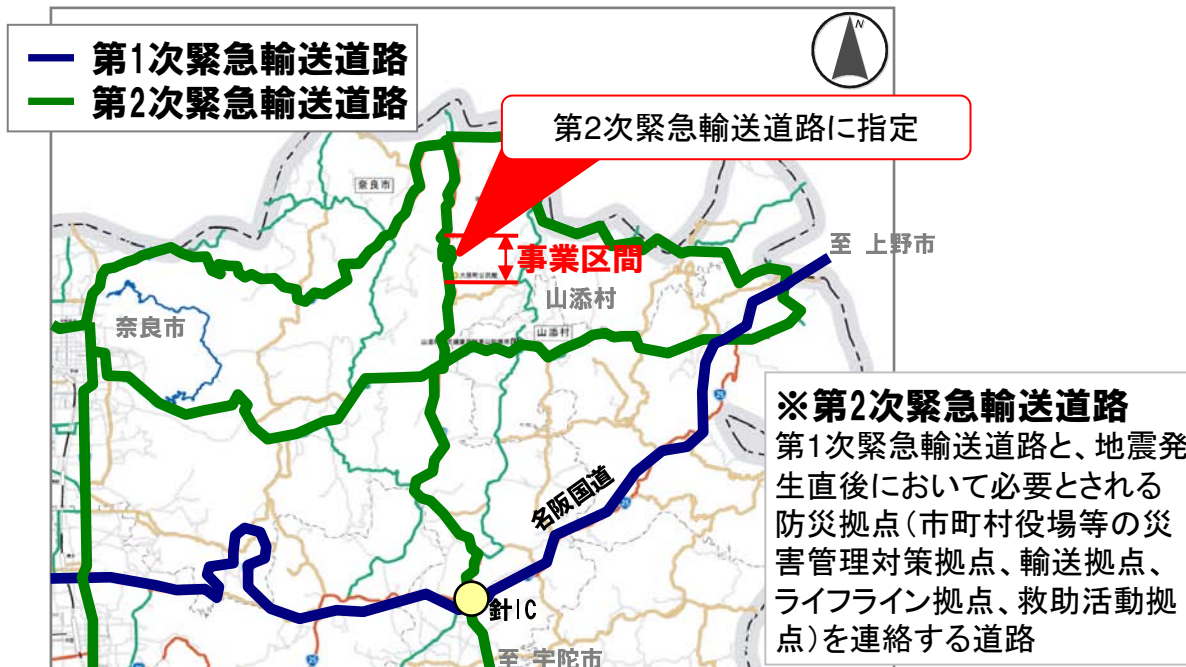 第1次緊急輸送道路
第2次緊急輸送道路
N
第2次緊急輸送道路に指定
奈良市
事業区間
至 上野市
山添村
奈良市
山添村
※第2次緊急輸送道路
第1次緊急輸送道路と、地震発
生直後において必要とされる
防災拠点(市町村役場等の災
害管理対策拠点、輸送拠点、
ライフライン拠点、救助活動拠
点)を連絡する道路
名阪国道
針IC
至 宇陀市
25
25
25